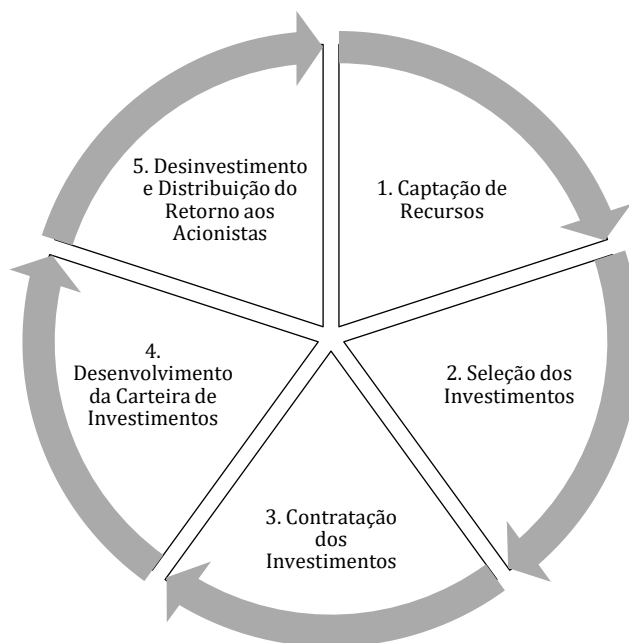 1. Captação de
Recursos
2. Seleção dos
Investimentos
3. Contratação
dos
Investimentos
4.
Desenvolvimento
da Carteira de
Investimentos
5. Desinvestimento
e Distribuição do
Retorno aos
Acionistas